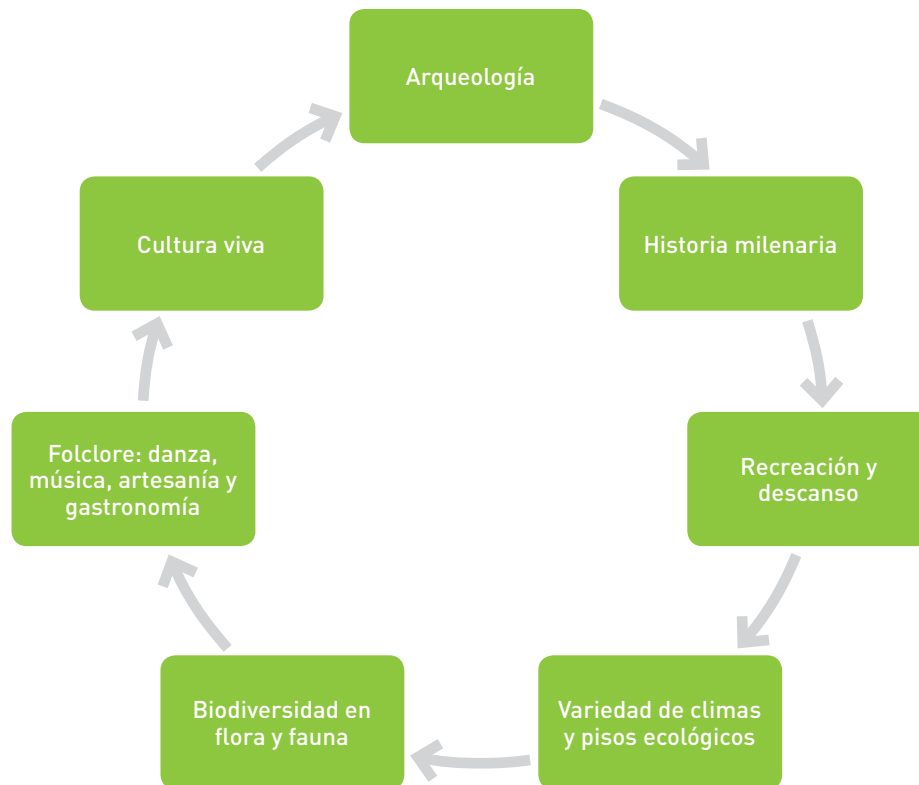 Arqueología
Historia milenaria
Recreación y
descanso
Variedad de climas
y pisos ecológicos
Biodiversidad en
flora y fauna
Folclore: danza,
música, artesanía y
gastronomía
Cultura viva